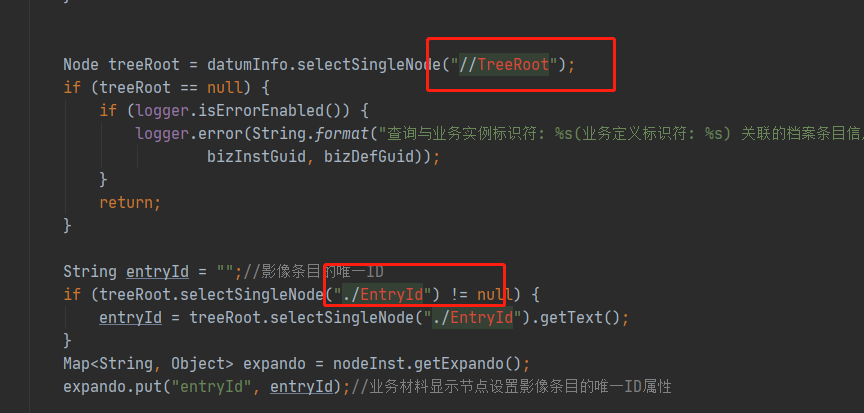 }
Node treeRoot = datumInfo.selectSingleNode("//TreeRoot");
if (treeRoot == null) {
if (logger.isErrorEnabled()) {
logger.error(String.format("查询与业务实例标识符: %s(业务定义标识符: %s) 关联的档案条目信
bizInstGuid, bizDefGuid));
}
return;
}
String entryId = "";//影像条目的唯一ID
if (treeRoot.selectSingleNode("./EntryId") != null) {
entryId = treeRoot.selectSingleNode("./EntryId").getText();
}
Map<String, Object> expando = nodeInst.getExpando();
expando.put("entryId", entryId);//业务材料显示节点设置影像条目的唯一ID属性